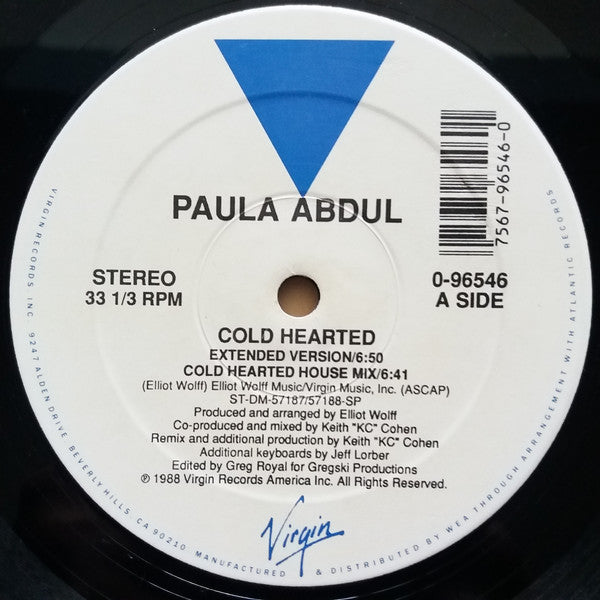 PAULA ABDUL
7567-96546-0
STEREO
33 1/3 RPM
0-96546
A SIDE
COLD HEARTED
EXTENDED VERSION/6:50
COLD HEARTED HOUSE MIX/6:41
(Elliot Wolff) Elliot Wolff Music/Virgin Music, Inc. (ASCAP)
ST-DM-57187/57188-SP
Produced and arranged by Elliot Wolff
Co-produced and mixed by Keith "KC" Cohen
Remix and additional production by Keith "KC" Cohen
Additional keyboards by Jeff Lorber
Edited by Greg Royal for Gregski Productions
℗ 1988 Virgin Records America Inc. All Rights Reserved.
Virgin
VIRGIN RECORDS INC 9247 ALDEN DRIVE BEVERLY HILLS, CA 90210 MANUFACTURED & DISTRIBUTED BY WEA THROUGH ARRANGEMENT WITH ATLANTIC RECORDS